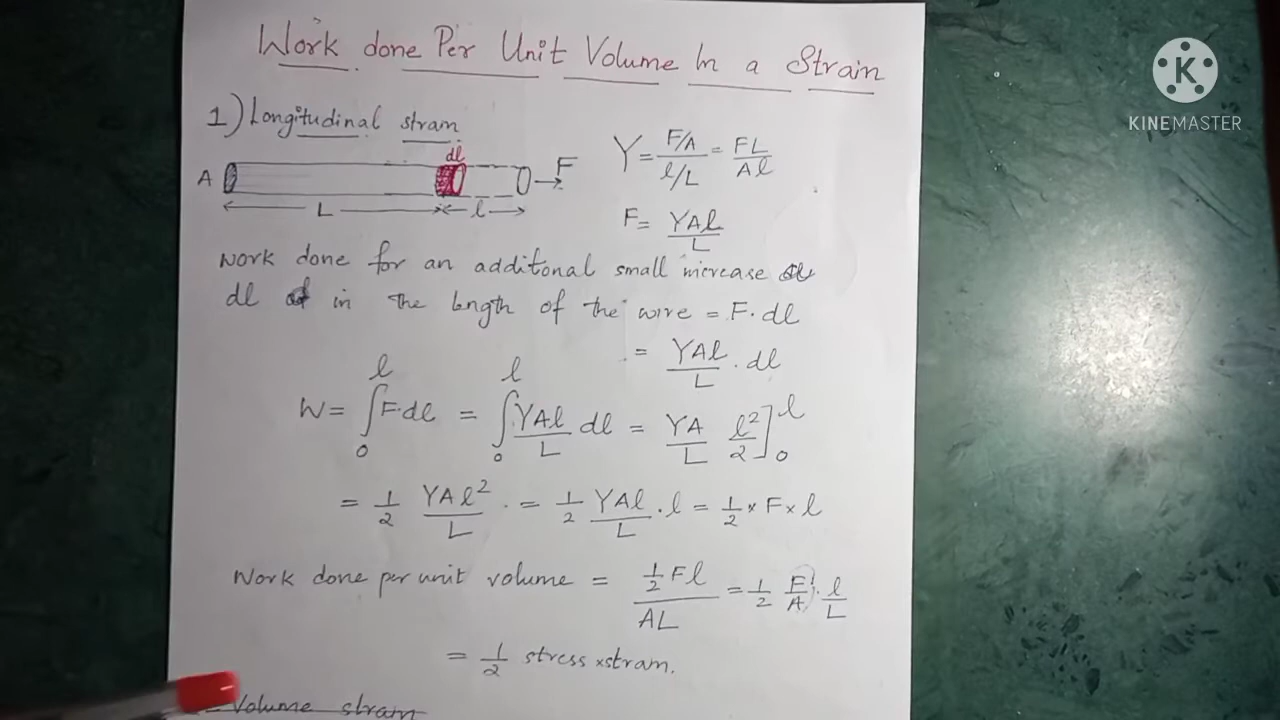 Work done Per Unit Volume In a Strain
K
KINEMASTER
1) Longitudinal strain
A dl F
L l
Y = F/A / l/L = FL / Al
F = YAl / L
work done for an additonal small increase
dl in the length of the wire = F. dl
= YAl / L . dl
W = ∫₀ˡ F.dl = ∫₀ˡ YAl / L dl = YA / L l² / 2 ]₀ˡ
= 1/2 YAl² / L . = 1/2 YAl / L . l = 1/2 × F × l
Work done per unit volume = 1/2 Fl / AL = 1/2 F/A . l/L
= 1/2 stress × strain.
Volume strain